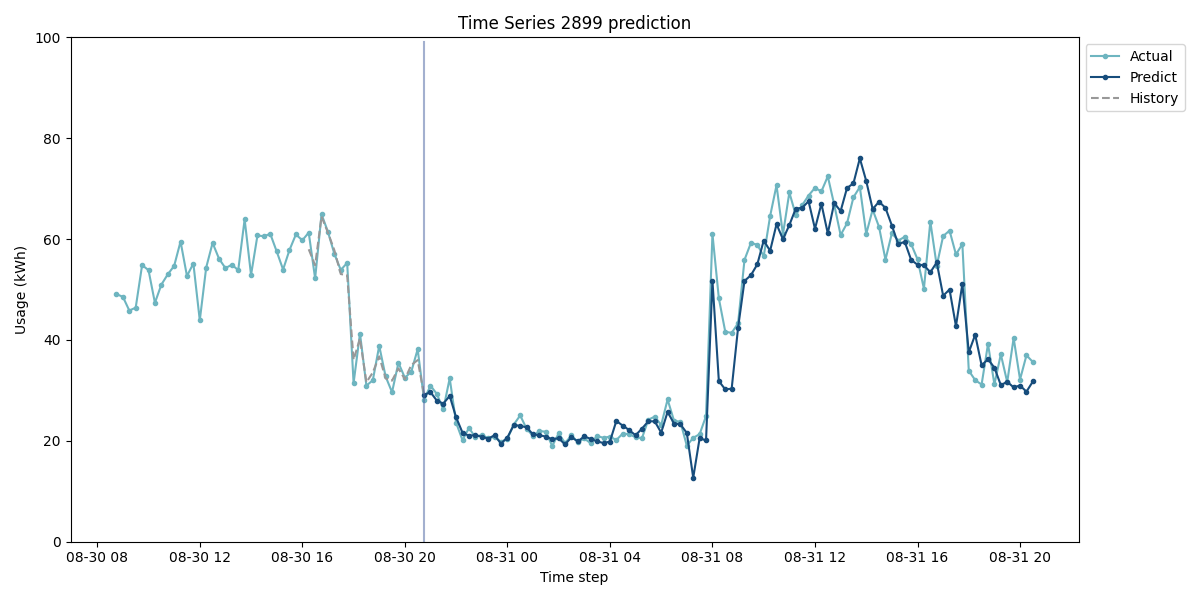 Time Series 2899 prediction
100
80
60
40
20
0
Usage (kWh)
08-30 08
08-30 12
08-30 16
08-30 20
08-31 00
08-31 04
08-31 08
08-31 12
08-31 16
08-31 20
Time step
Actual
Predict
History